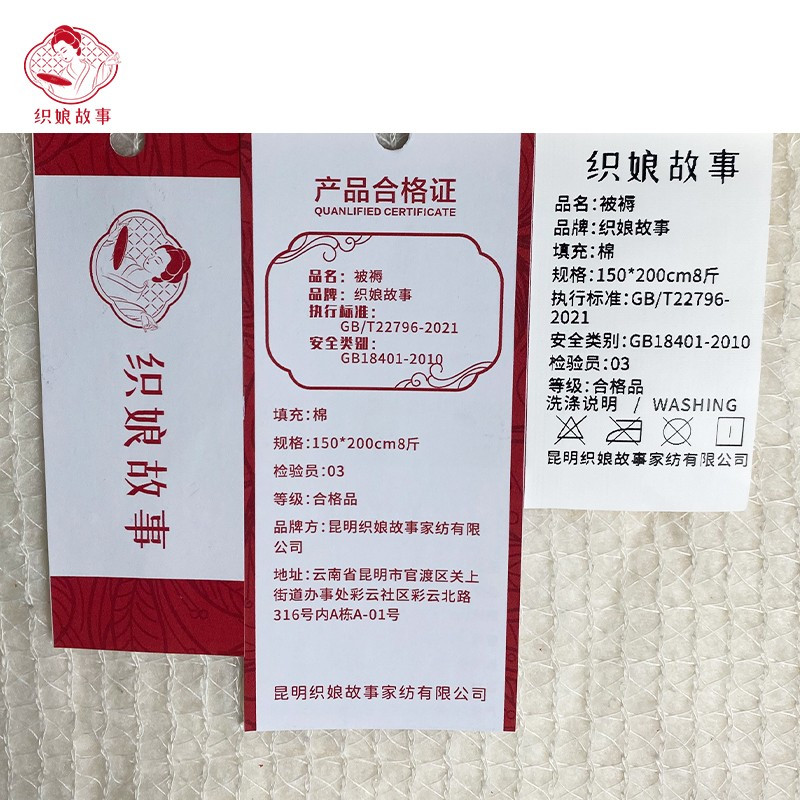 织娘故事
织娘故事
产品合格证
QUANLIFIED CERTIFICATE
品名：被褥
品牌：织娘故事
执行标准：
GB/T22796-2021
安全类别：
GB18401-2010
填充:棉
规格:150*200cm8斤
检验员:03
等级:合格品
品牌方:昆明织娘故事家纺有限
公司
地址:云南省昆明市官渡区关上
街道办事处彩云社区彩云北路
316号内A栋A-01号
昆明织娘故事家纺有限公司
织娘故事
品名:被褥
品牌:织娘故事
填充:棉
规格:150*200cm8斤
执行标准:GB/T22796-
2021
安全类别:GB18401-2010
检验员:03
等级:合格品
洗涤说明 / WASHING
昆明织娘故事家纺有限公司